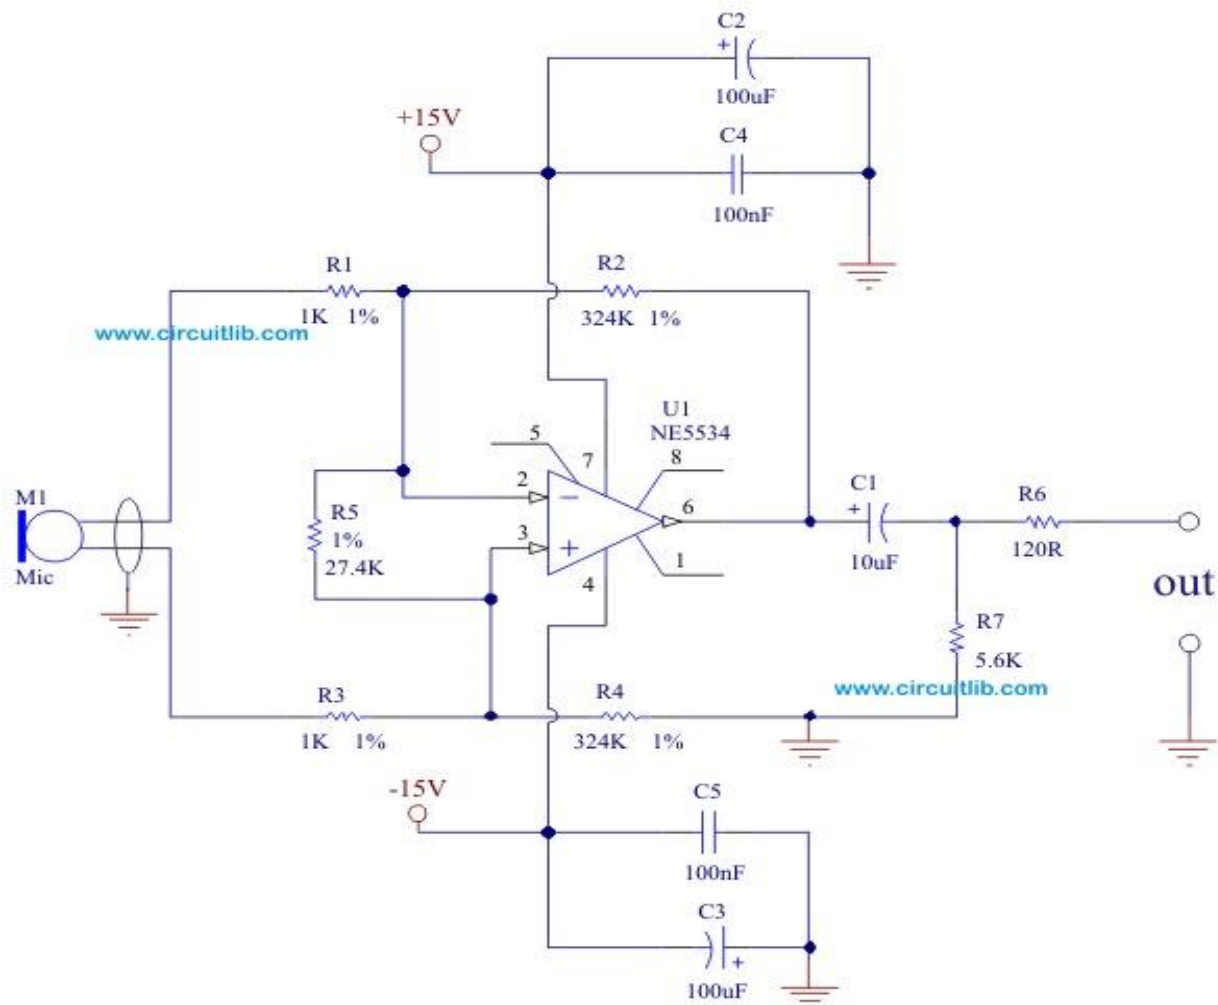 C2
+
100uF
+15V
C4
100nF
R1
1K 1%
R2
324K 1%
www.circuitlib.com
U1
NE5534
5
7
8
2
−
6
3
+
4
1
M1
Mic
R5
1%
27.4K
C1
+
10uF
R6
120R
out
R7
5.6K
www.circuitlib.com
R3
1K 1%
R4
324K 1%
-15V
C5
100nF
C3
+
100uF